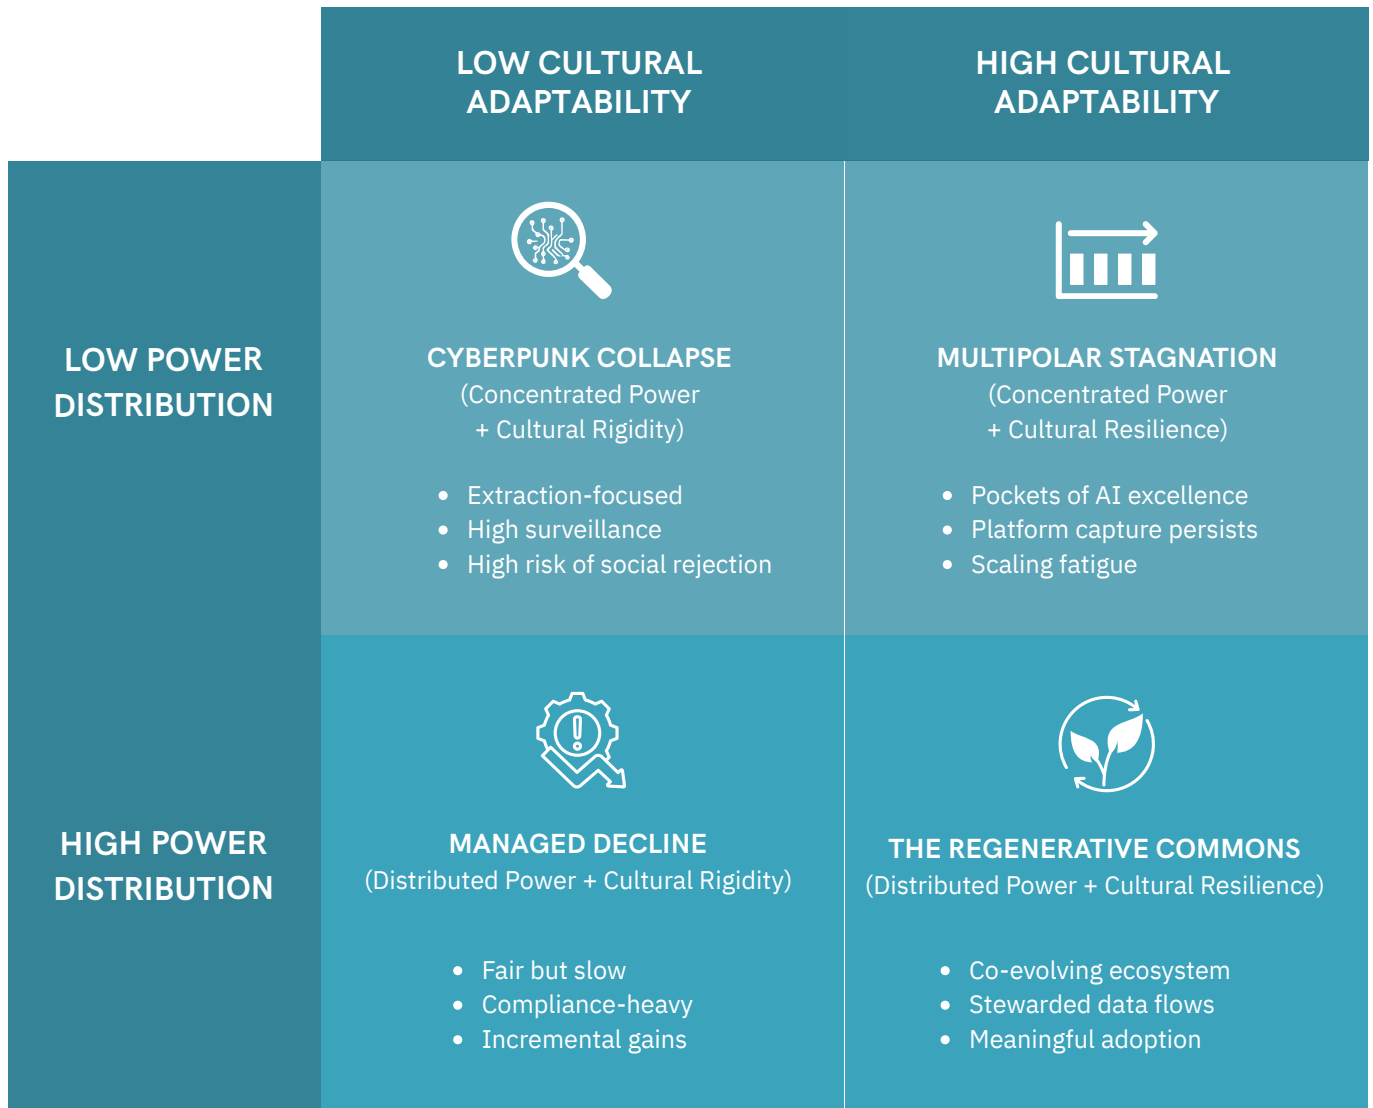 LOW CULTURAL
ADAPTABILITY
HIGH CULTURAL
ADAPTABILITY
LOW POWER
DISTRIBUTION
CYBERPUNK COLLAPSE
(Concentrated Power
+ Cultural Rigidity)
• Extraction-focused
• High surveillance
• High risk of social rejection
MULTIPOLAR STAGNATION
(Concentrated Power
+ Cultural Resilience)
• Pockets of AI excellence
• Platform capture persists
• Scaling fatigue
HIGH POWER
DISTRIBUTION
MANAGED DECLINE
(Distributed Power + Cultural Rigidity)
• Fair but slow
• Compliance-heavy
• Incremental gains
THE REGENERATIVE COMMONS
(Distributed Power + Cultural Resilience)
• Co-evolving ecosystem
• Stewarded data flows
• Meaningful adoption